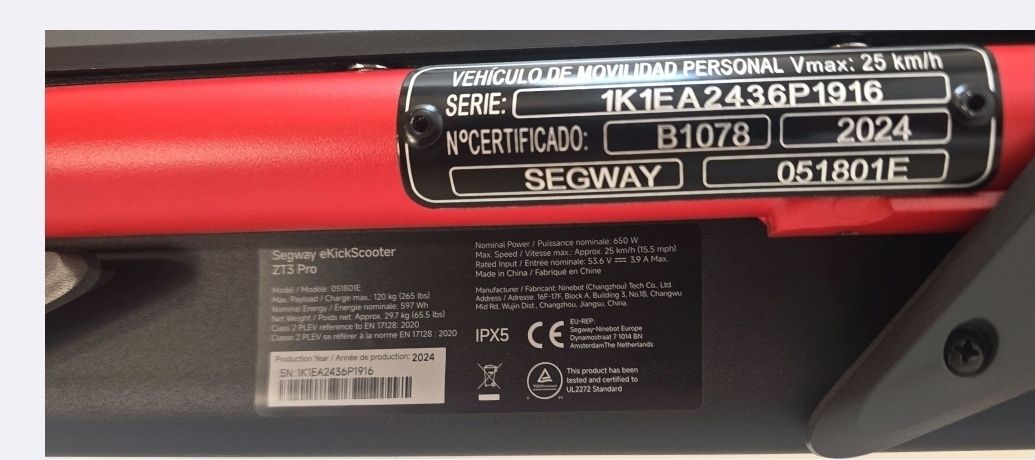 VEHÍCULO DE MOVILIDAD PERSONAL Vmax: 25 km/h
SERIE: 1K1EA2436P1916
NºCERTIFICADO: B1078 2024
SEGWAY 051801E
Segway eKickScooter
ZT3 Pro
Model / Modèle: 051801E
Max. Payload / Charge max.: 120 kg (265 lbs)
Nominal Energy / Énergie nominale: 597 Wh
Net Weight / Poids net: Approx. 29.7 kg (65.5 lbs)
Class 2 PLEV reference to EN 17128 : 2020
Classe 2 PLEV se référer à la norme EN 17128 : 2020
Production Year / Année de production: 2024
SN: 1K1EA2436P1916
Nominal Power / Puissance nominale: 650 W
Max. Speed / Vitesse max.: Approx. 25 km/h (15.5 mph)
Rated Input / Entrée nominale: 53.6 V ⎓ 3.9 A Max.
Made in China / Fabriqué en Chine
Manufacturer / Fabricant: Ninebot (Changzhou) Tech Co., Ltd.
Address / Adresse: 16F-17F, Block A, Building 3, No.18, Changwu
Mid Rd, Wujin Dist., Changzhou, Jiangsu, China.
IPX5 CE
EU-REP:
Segway-Ninebot Europe
Dynamostraat 7 1014 BN
AmsterdamThe Netherlands
This product has been
tested and certified to
UL2272 Standard